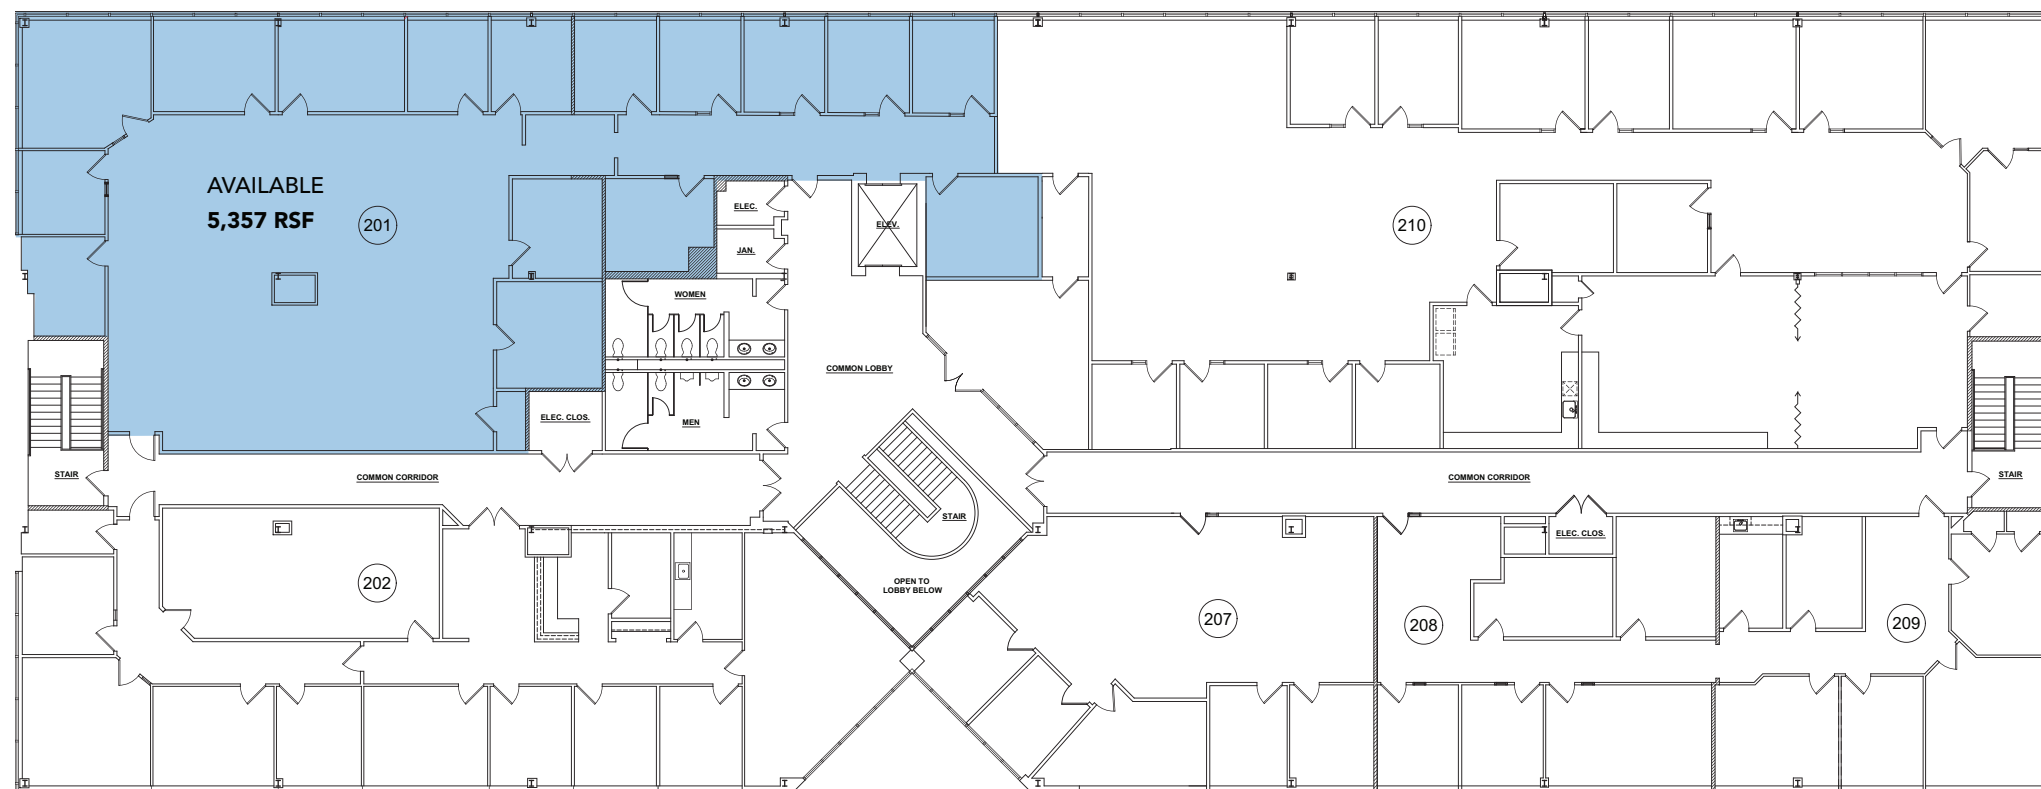 AVAILABLE
5,357 RSF
201
210
ELEC.
ELEV.
JAN.
WOMEN
COMMON LOBBY
ELEC. CLOS.
MEN
STAIR
COMMON CORRIDOR
COMMON CORRIDOR
STAIR
STAIR
ELEC. CLOS.
OPEN TO
LOBBY BELOW
202
207
208
209